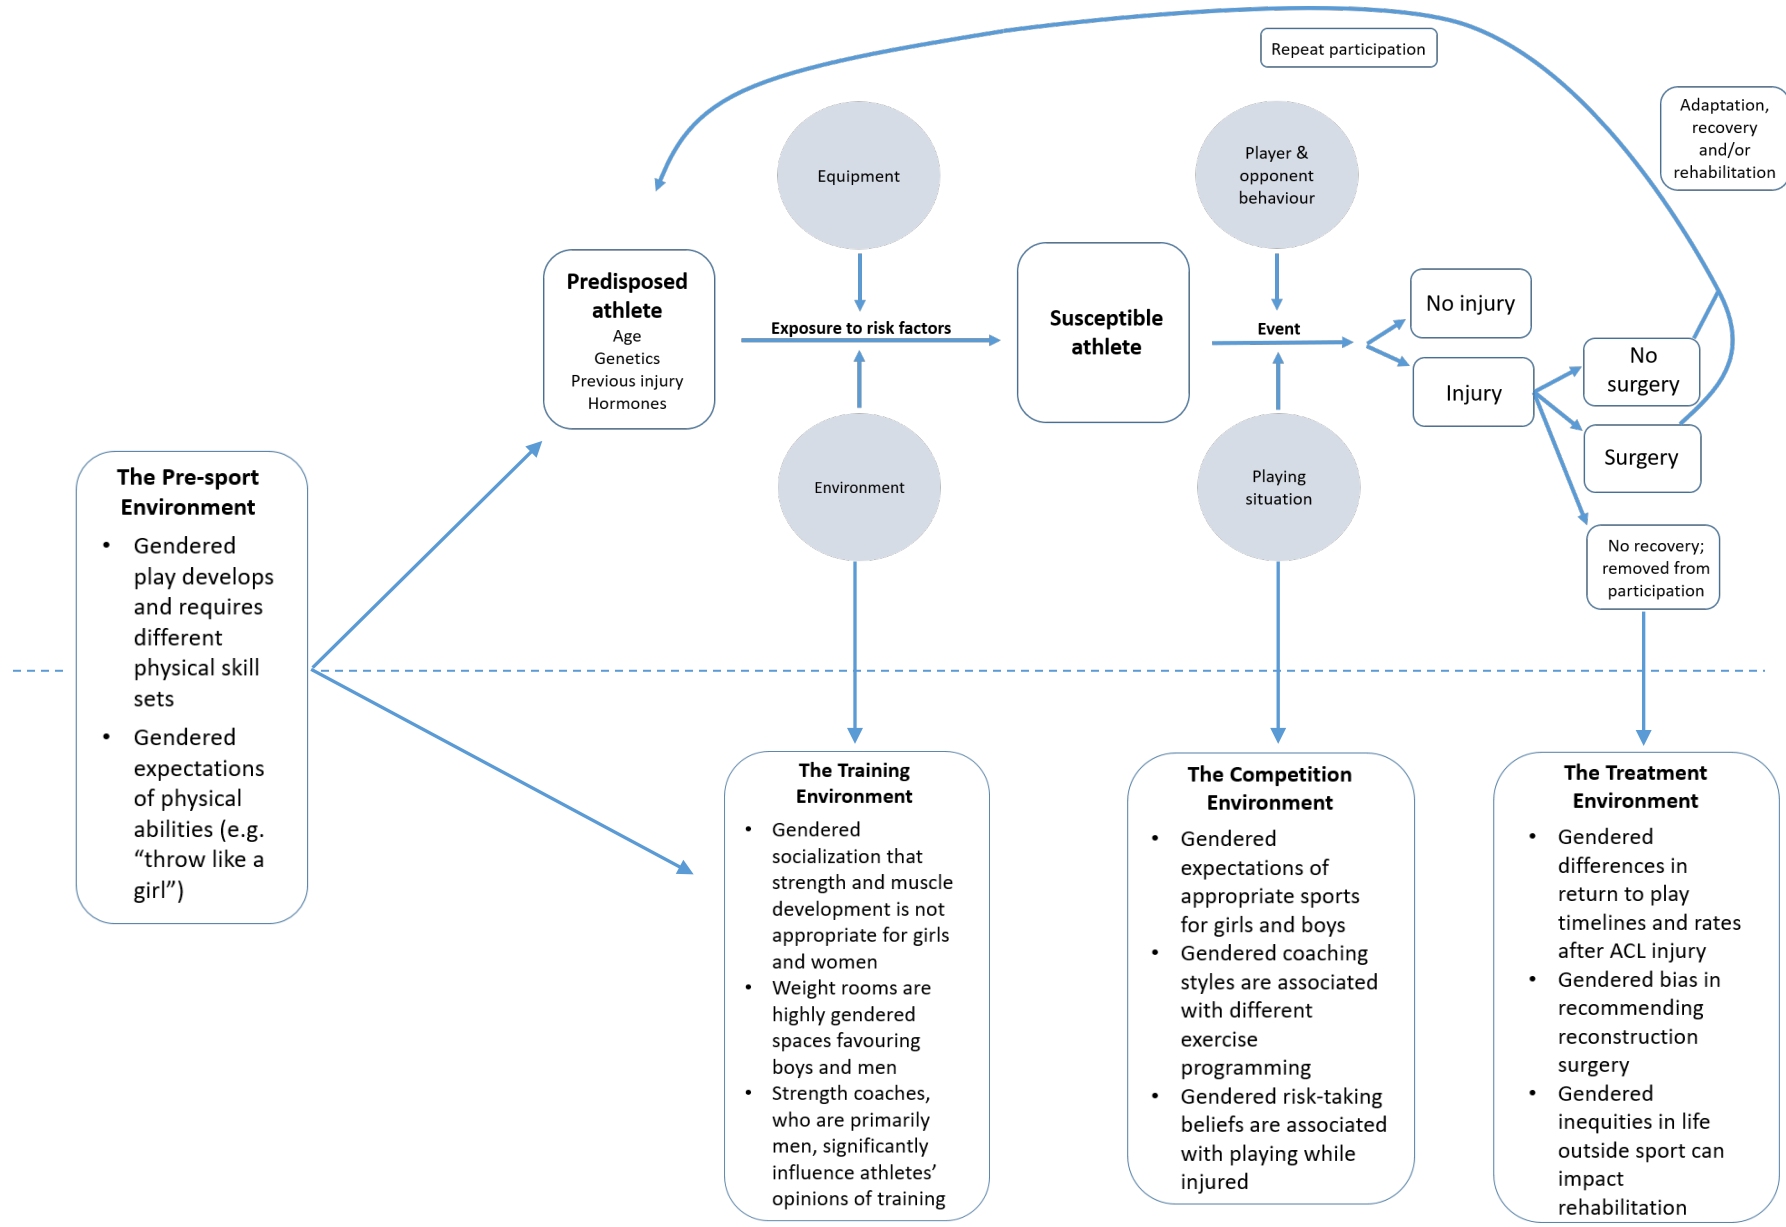 Repeat participation
Adaptation,
recovery
and/or
rehabilitation
Equipment
Player &
opponent
behaviour
Predisposed
athlete
Age
Genetics
Previous injury
Hormones
Exposure to risk factors
Susceptible
athlete
Event
No injury
Injury
No
surgery
Surgery
Environment
Playing
situation
No recovery;
removed from
participation
The Pre-sport
Environment
• Gendered
play develops
and requires
different
physical skill
sets
• Gendered
expectations
of physical
abilities (e.g.
“throw like a
girl”)
The Training
Environment
• Gendered
socialization that
strength and muscle
development is not
appropriate for girls
and women
• Weight rooms are
highly gendered
spaces favouring
boys and men
• Strength coaches,
who are primarily
men, significantly
influence athletes’
opinions of training
The Competition
Environment
• Gendered
expectations of
appropriate sports
for girls and boys
• Gendered coaching
styles are associated
with different
exercise
programming
• Gendered risk-taking
beliefs are associated
with playing while
injured
The Treatment
Environment
• Gendered
differences in
return to play
timelines and rates
after ACL injury
• Gendered bias in
recommending
reconstruction
surgery
• Gendered
inequities in life
outside sport can
impact
rehabilitation